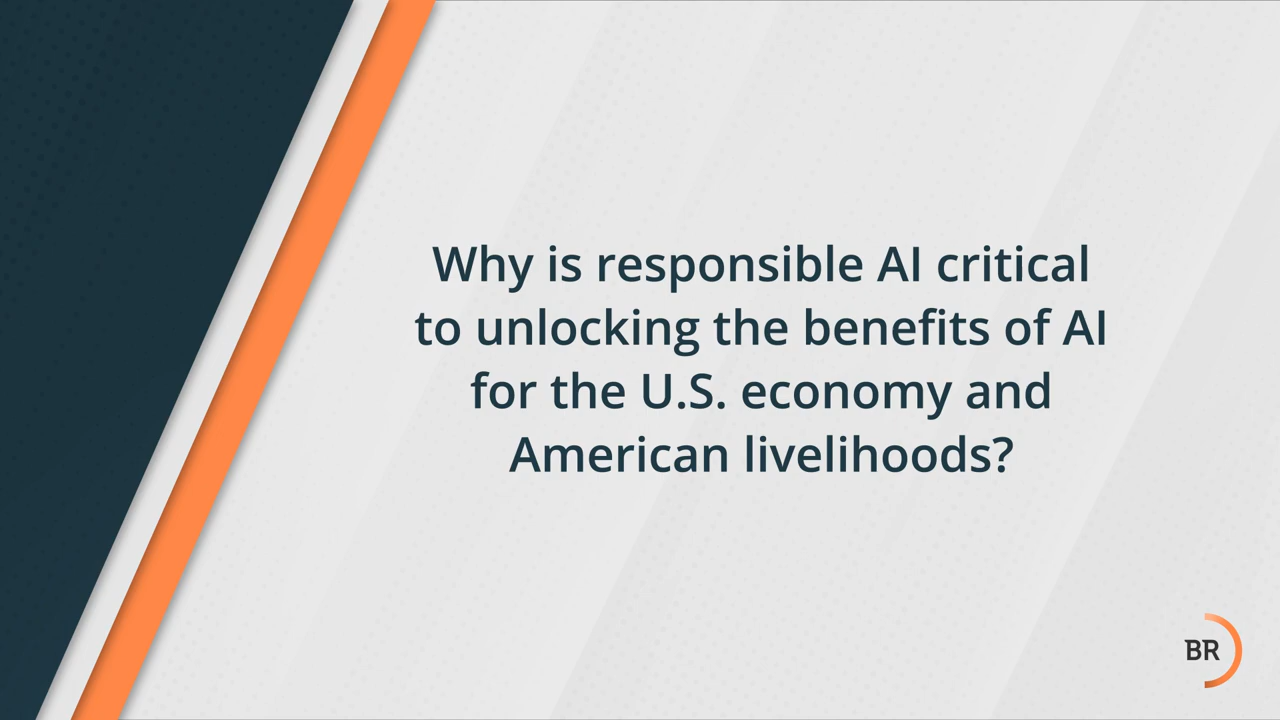 Why is responsible AI critical
to unlocking the benefits of AI
for the U.S. economy and
American livelihoods?
BR